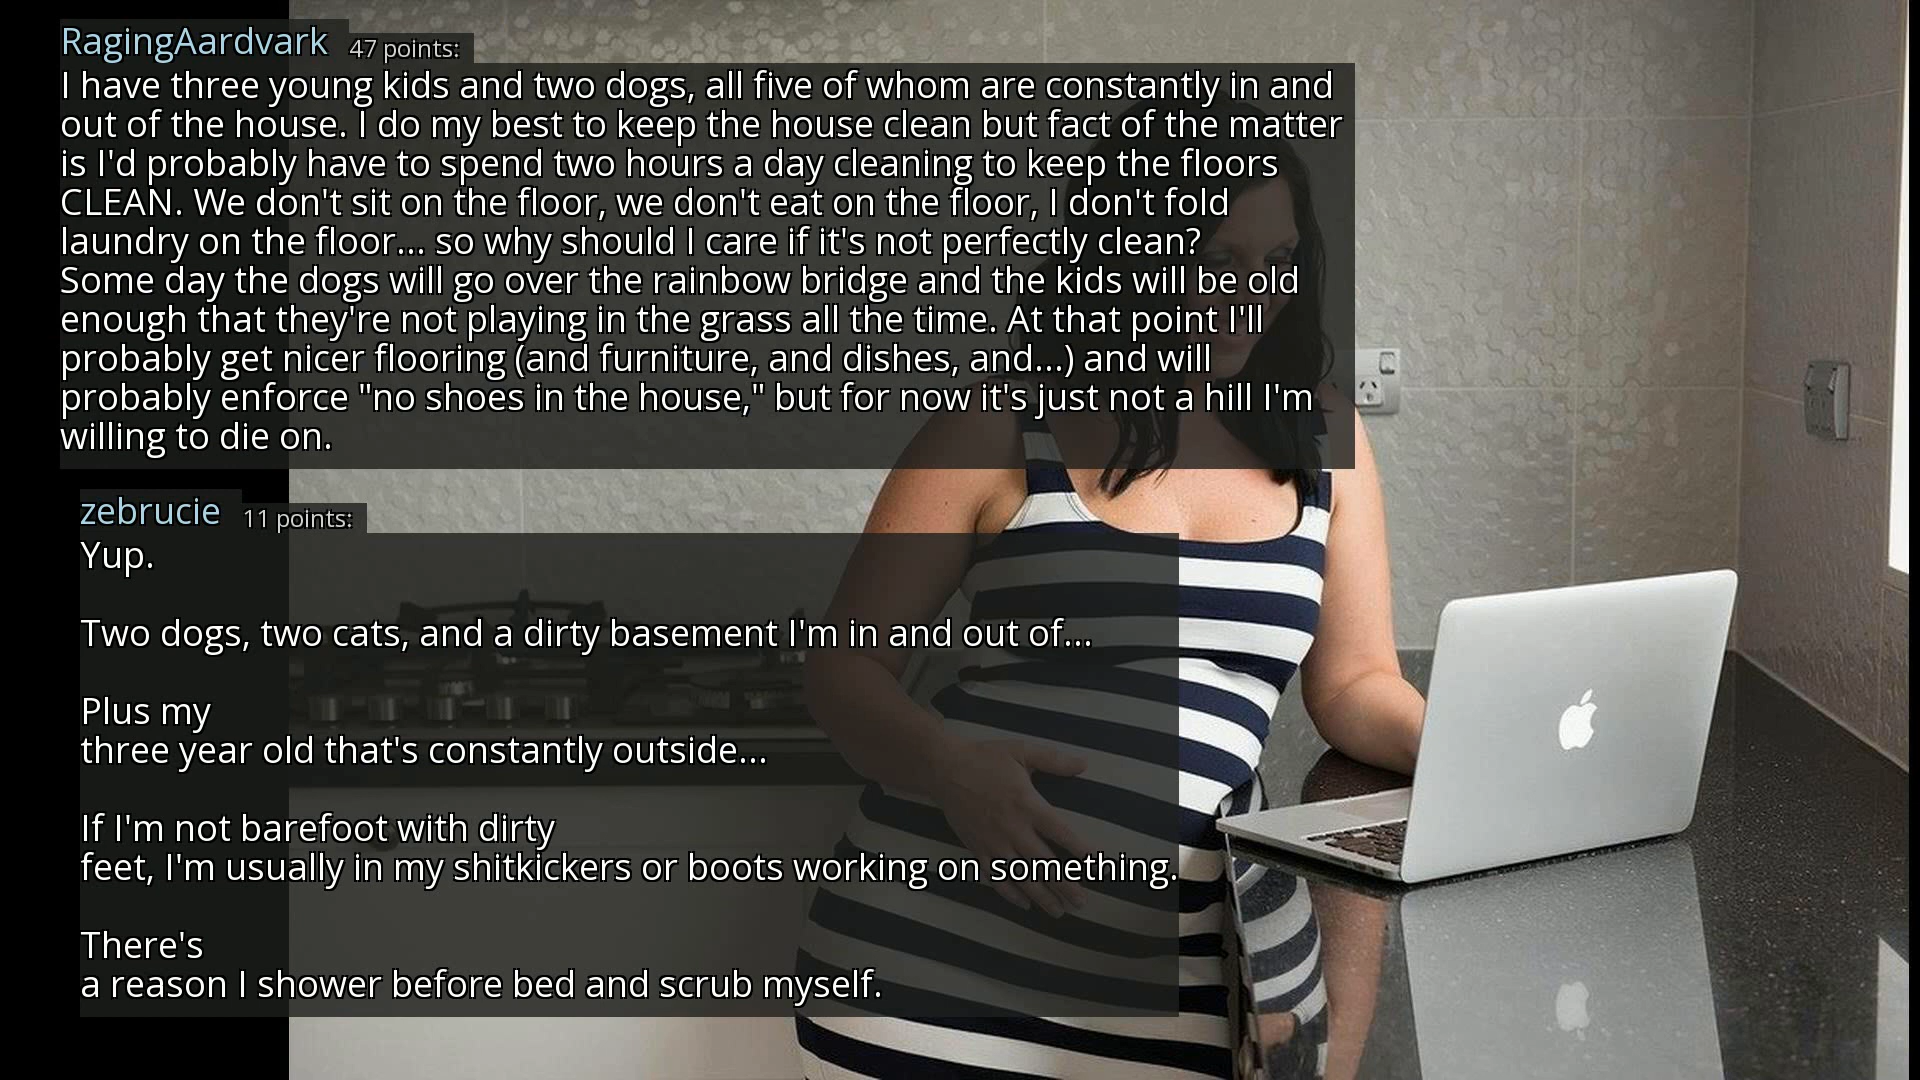 RagingAardvark 47 points:
I have three young kids and two dogs, all five of whom are constantly in and
out of the house. I do my best to keep the house clean but fact of the matter
is I'd probably have to spend two hours a day cleaning to keep the floors
CLEAN. We don't sit on the floor, we don't eat on the floor, I don't fold
laundry on the floor... so why should I care if it's not perfectly clean?
Some day the dogs will go over the rainbow bridge and the kids will be old
enough that they're not playing in the grass all the time. At that point I'll
probably get nicer flooring (and furniture, and dishes, and...) and will
probably enforce "no shoes in the house," but for now it's just not a hill I'm
willing to die on.
zebrucie 11 points:
Yup.
Two dogs, two cats, and a dirty basement I'm in and out of...
Plus my
three year old that's constantly outside...
If I'm not barefoot with dirty
feet, I'm usually in my shitkickers or boots working on something.
There's
a reason I shower before bed and scrub myself.